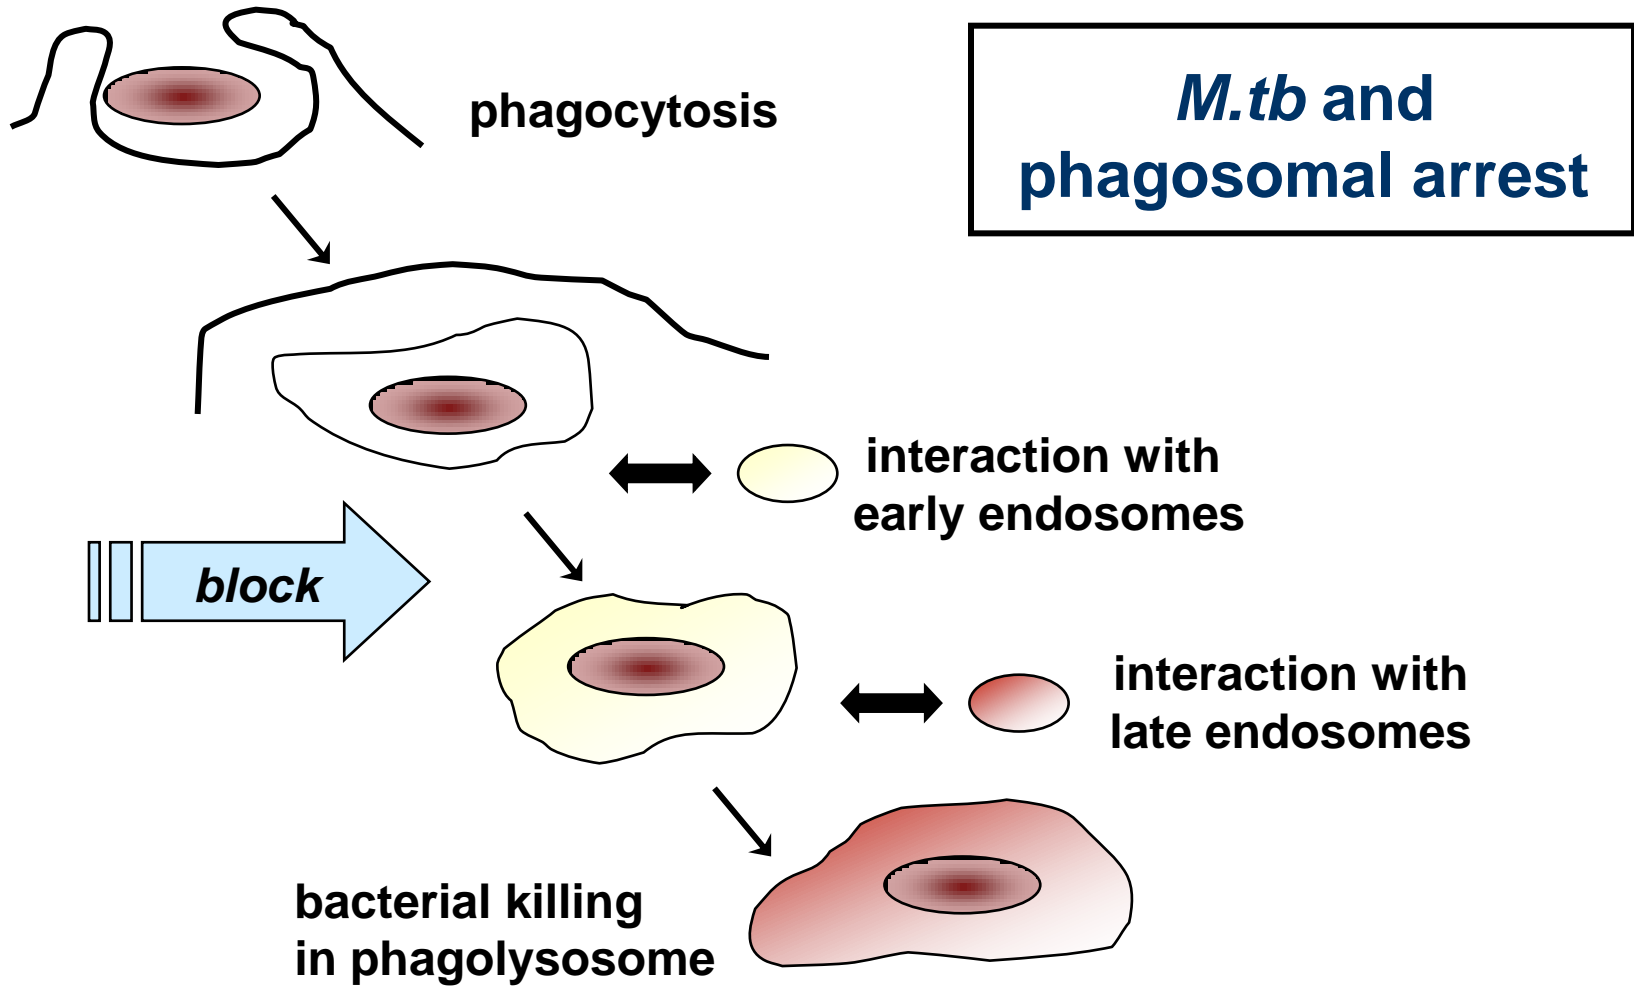 phagocytosis
M.tb and
phagosomal arrest
interaction with
early endosomes
block
interaction with
late endosomes
bacterial killing
in phagolysosome